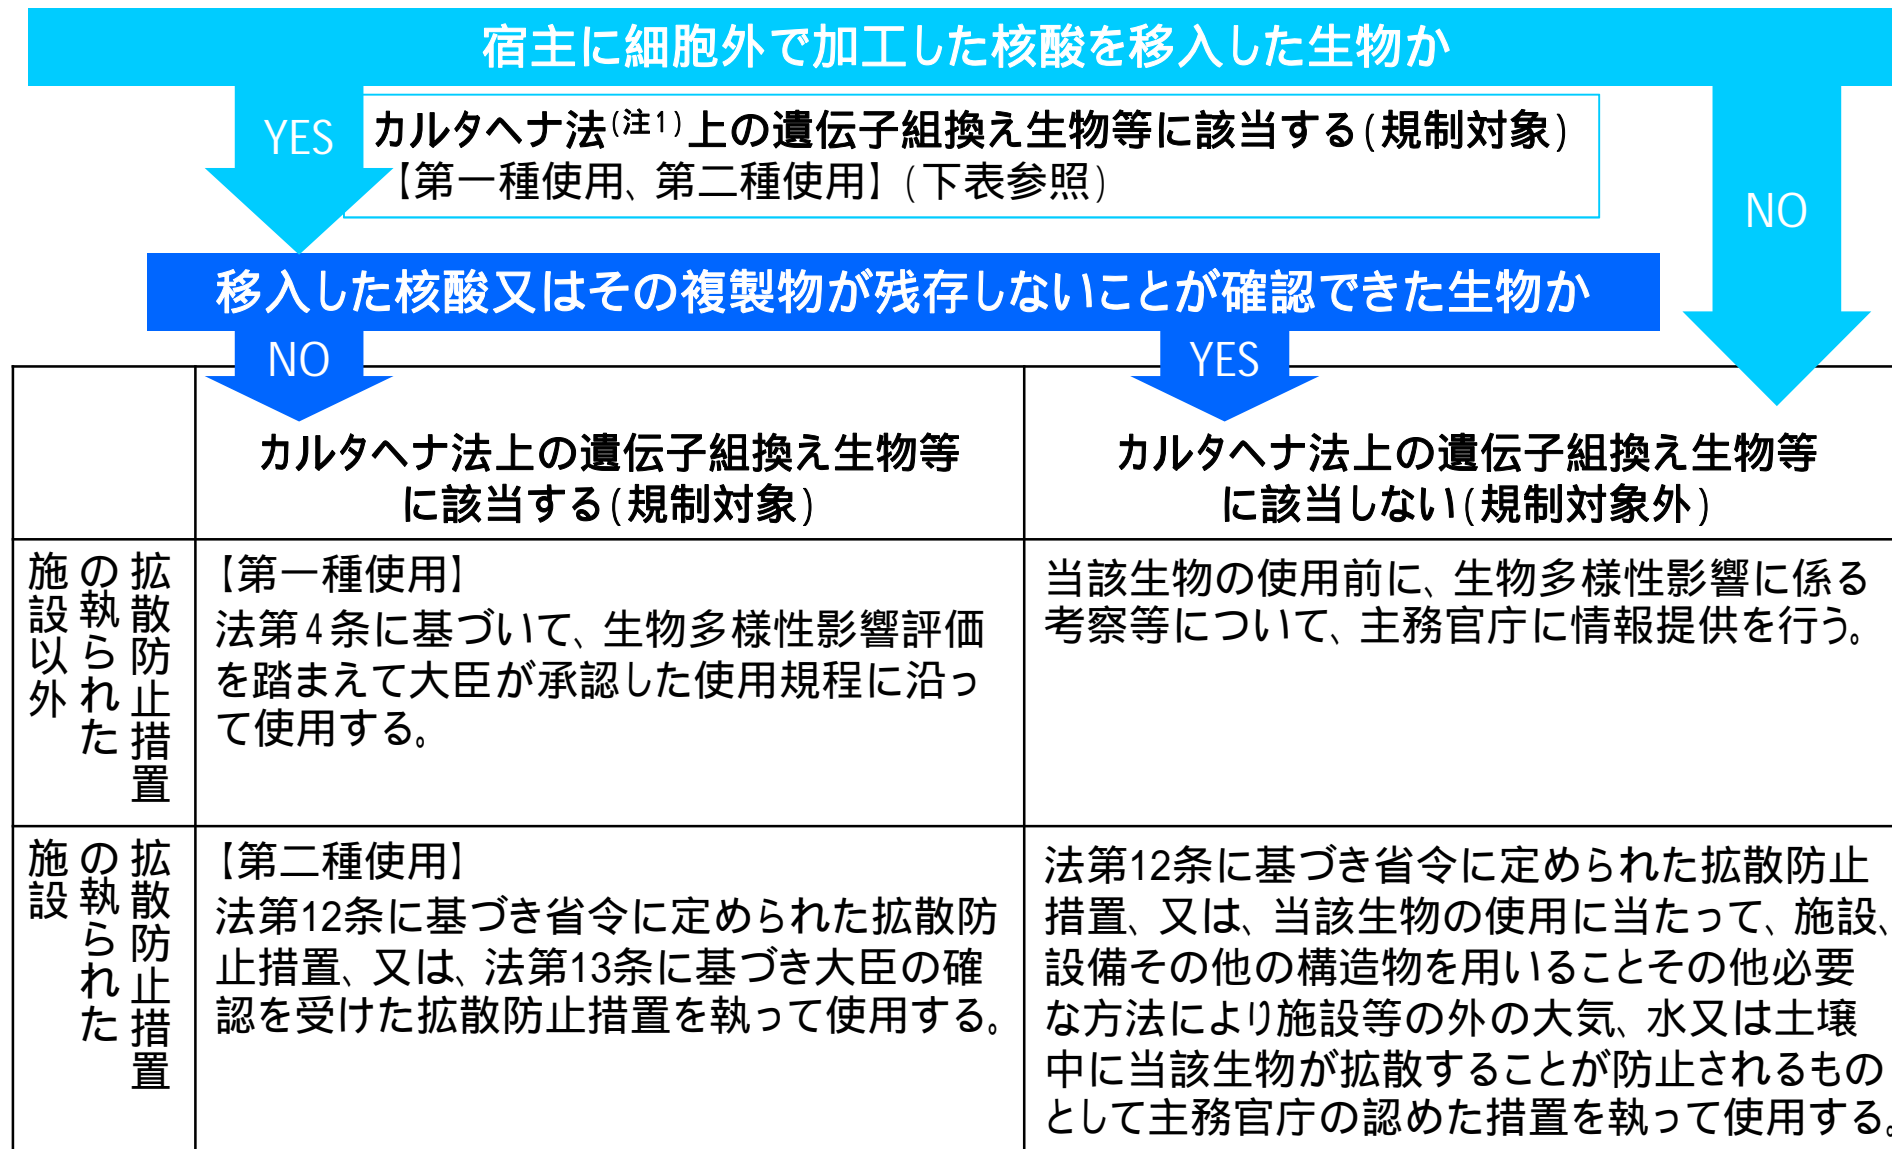 宿主に細胞外で加工した核酸を移入した生物か
YES
カルタヘナ法(注1)上の遺伝子組換え生物等に該当する(規制対象)
【第一種使用、第二種使用】(下表参照)
NO
移入した核酸又はその複製物が残存しないことが確認できた生物か
NO
YES
カルタヘナ法上の遺伝子組換え生物等
に該当する(規制対象)
カルタヘナ法上の遺伝子組換え生物等
に該当しない(規制対象外)
拡散防止措置
の執られた
施設以外
【第一種使用】
法第4条に基づいて、生物多様性影響評価
を踏まえて大臣が承認した使用規程に沿っ
て使用する。
当該生物の使用前に、生物多様性影響に係る
考察等について、主務官庁に情報提供を行う。
拡散防止措置
の執られた
施設
【第二種使用】
法第12条に基づき省令に定められた拡散防
止措置、又は、法第13条に基づき大臣の確
認を受けた拡散防止措置を執って使用する。
法第12条に基づき省令に定められた拡散防止
措置、又は、当該生物の使用に当たって、施設、
設備その他の構造物を用いることその他必要
な方法により施設等の外の大気、水又は土壌
中に当該生物が拡散することが防止されるもの
として主務官庁の認めた措置を執って使用する。